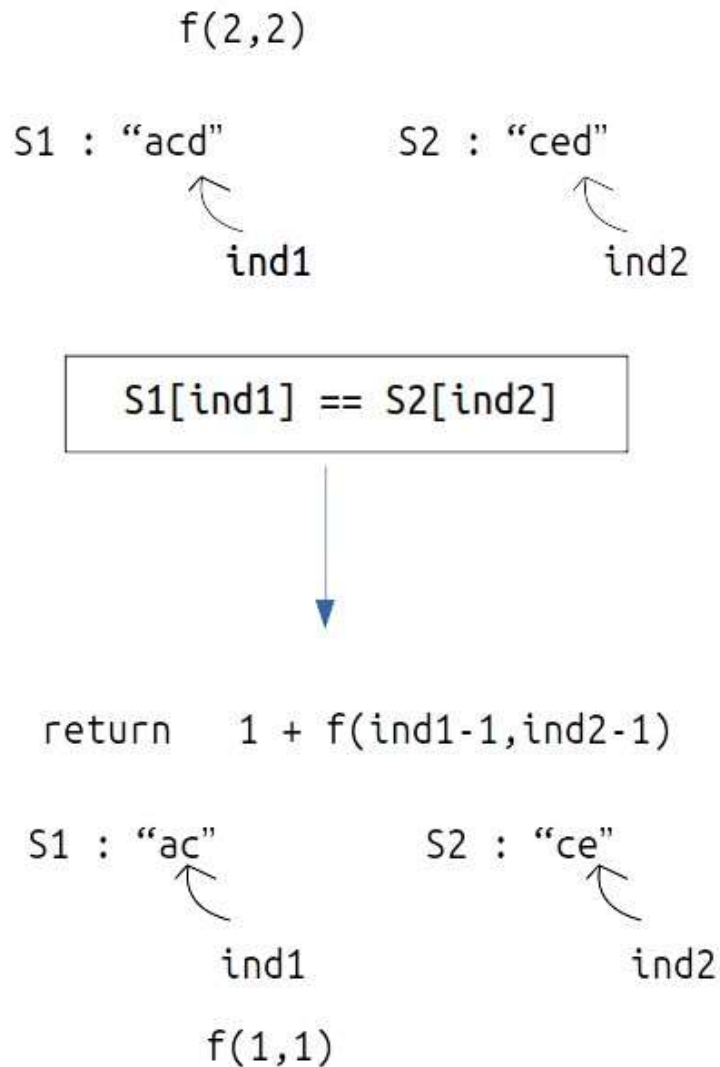 f(2,2)
S1 : “acd” S2 : “ced”
ind1 ind2
S1[ind1] == S2[ind2]
return 1 + f(ind1-1,ind2-1)
S1 : “ac” S2 : “ce”
ind1 ind2
f(1,1)